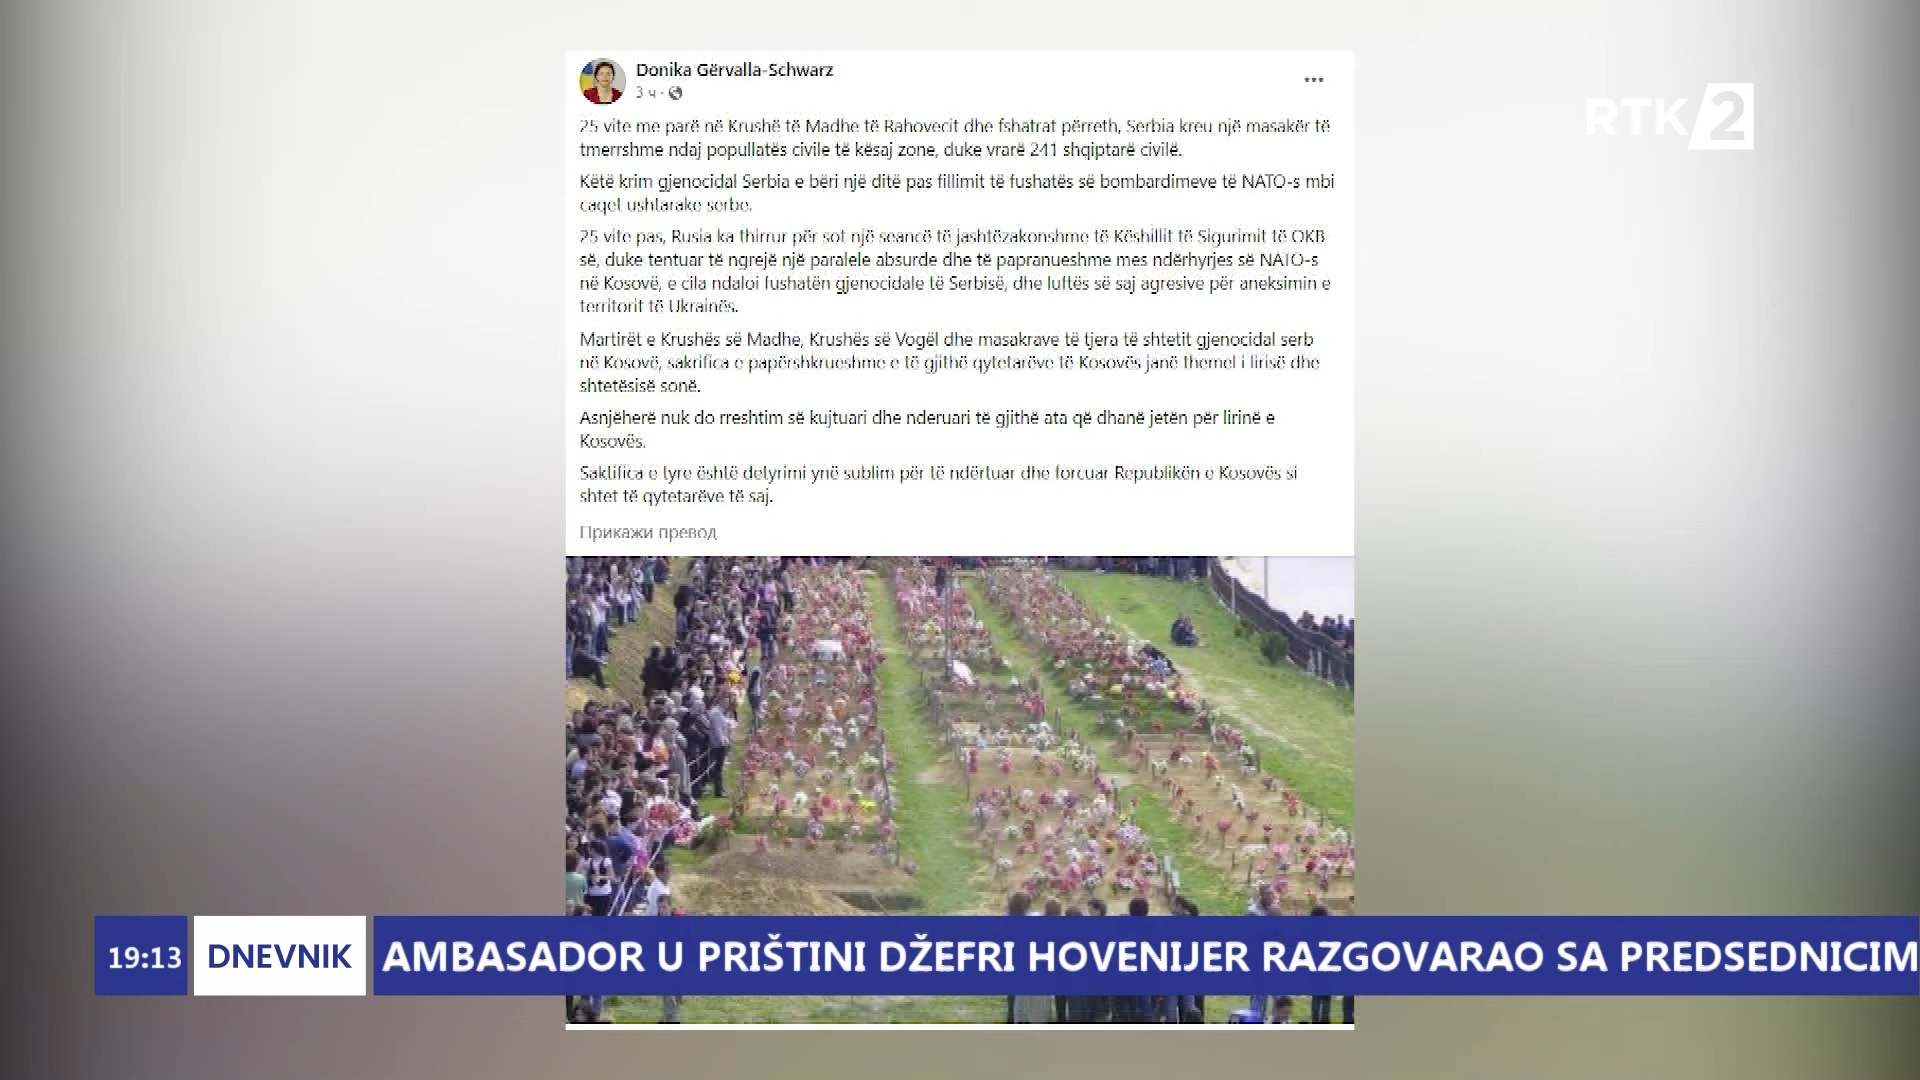 Donika Gërvalla-Schwarz
3 ч ·
RTK2
25 vite me parë në Krushë të Madhe të Rahovecit dhe fshatrat përreth, Serbia kreu një masakër të
tmerrshme ndaj popullatës civile të kësaj zone, duke vrarë 241 shqiptarë civilë.
Këtë krim gjenocidal Serbia e bëri një ditë pas fillimit të fushatës së bombardimeve të NATO-s mbi
caqet ushtarake serbe.
25 vite pas, Rusia ka thirrur për sot një seancë të jashtëzakonshme të Këshillit të Sigurimit të OKB-
së, duke tentuar të ngrejë një paralele absurde dhe të papranueshme mes ndërhyrjes së NATO-s
në Kosovë, e cila ndaloi fushatën gjenocidale të Serbisë, dhe luftës së saj agresive për aneksimin e
territorit të Ukrainës.
Martirët e Krushës së Madhe, Krushës së Vogël dhe masakrave të tjera të shtetit gjenocidal serb
në Kosovë, sakrifica e papërshkrueshme e të gjithë qytetarëve të Kosovës janë themel i lirisë dhe
shtetësisë sonë.
Asnjëherë nuk do rreshtim së kujtuari dhe nderuari të gjithë ata që dhanë jetën për lirinë e
Kosovës.
Saklifica e tyre është detyrimi ynë sublim për të ndërtuar dhe forcuar Republikën e Kosovës si
shtet të qytetarëve të saj.
Прикажи превод
19:13 DNEVNIK AMBASADOR U PRIŠTINI DŽEFRI HOVENIJER RAZGOVARAO SA PREDSEDNICIM